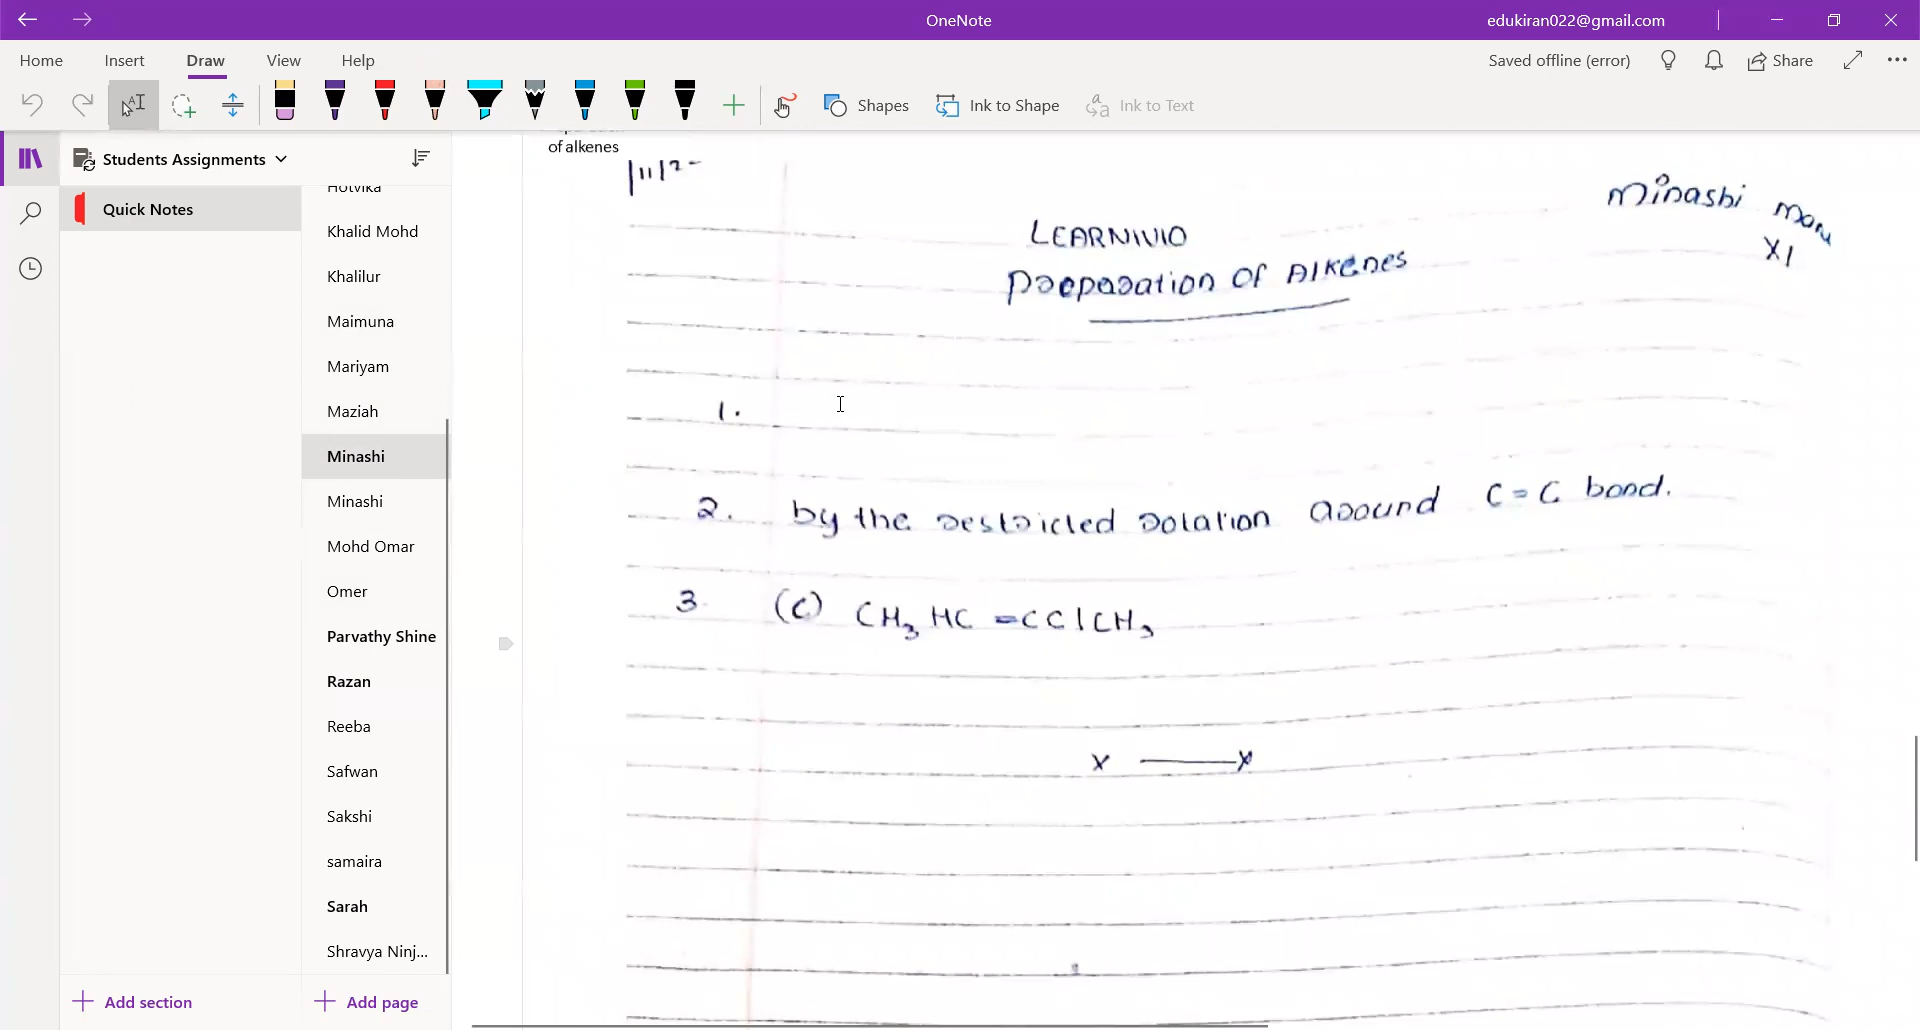 OneNote
edukiran022@gmail.com
Home
Insert
Draw
View
Help
Saved offline (error)
Share
Shapes
Ink to Shape
Ink to Text
Students Assignments
Quick Notes
Hotvika
Khalid Mohd
Khalilur
Maimuna
Mariyam
Maziah
Minashi
Minashi
Mohd Omar
Omer
Parvathy Shine
Razan
Reeba
Safwan
Sakshi
samaira
Sarah
Shravya Ninj...
Add section
Add page
of alkenes
Minashi
XI
LEARNIVIO
Preparation Of Alkenes
1.
2. by the restricted rotation around C=C bond.
3. (C) CH₃ HC =CClCH₃
x — x